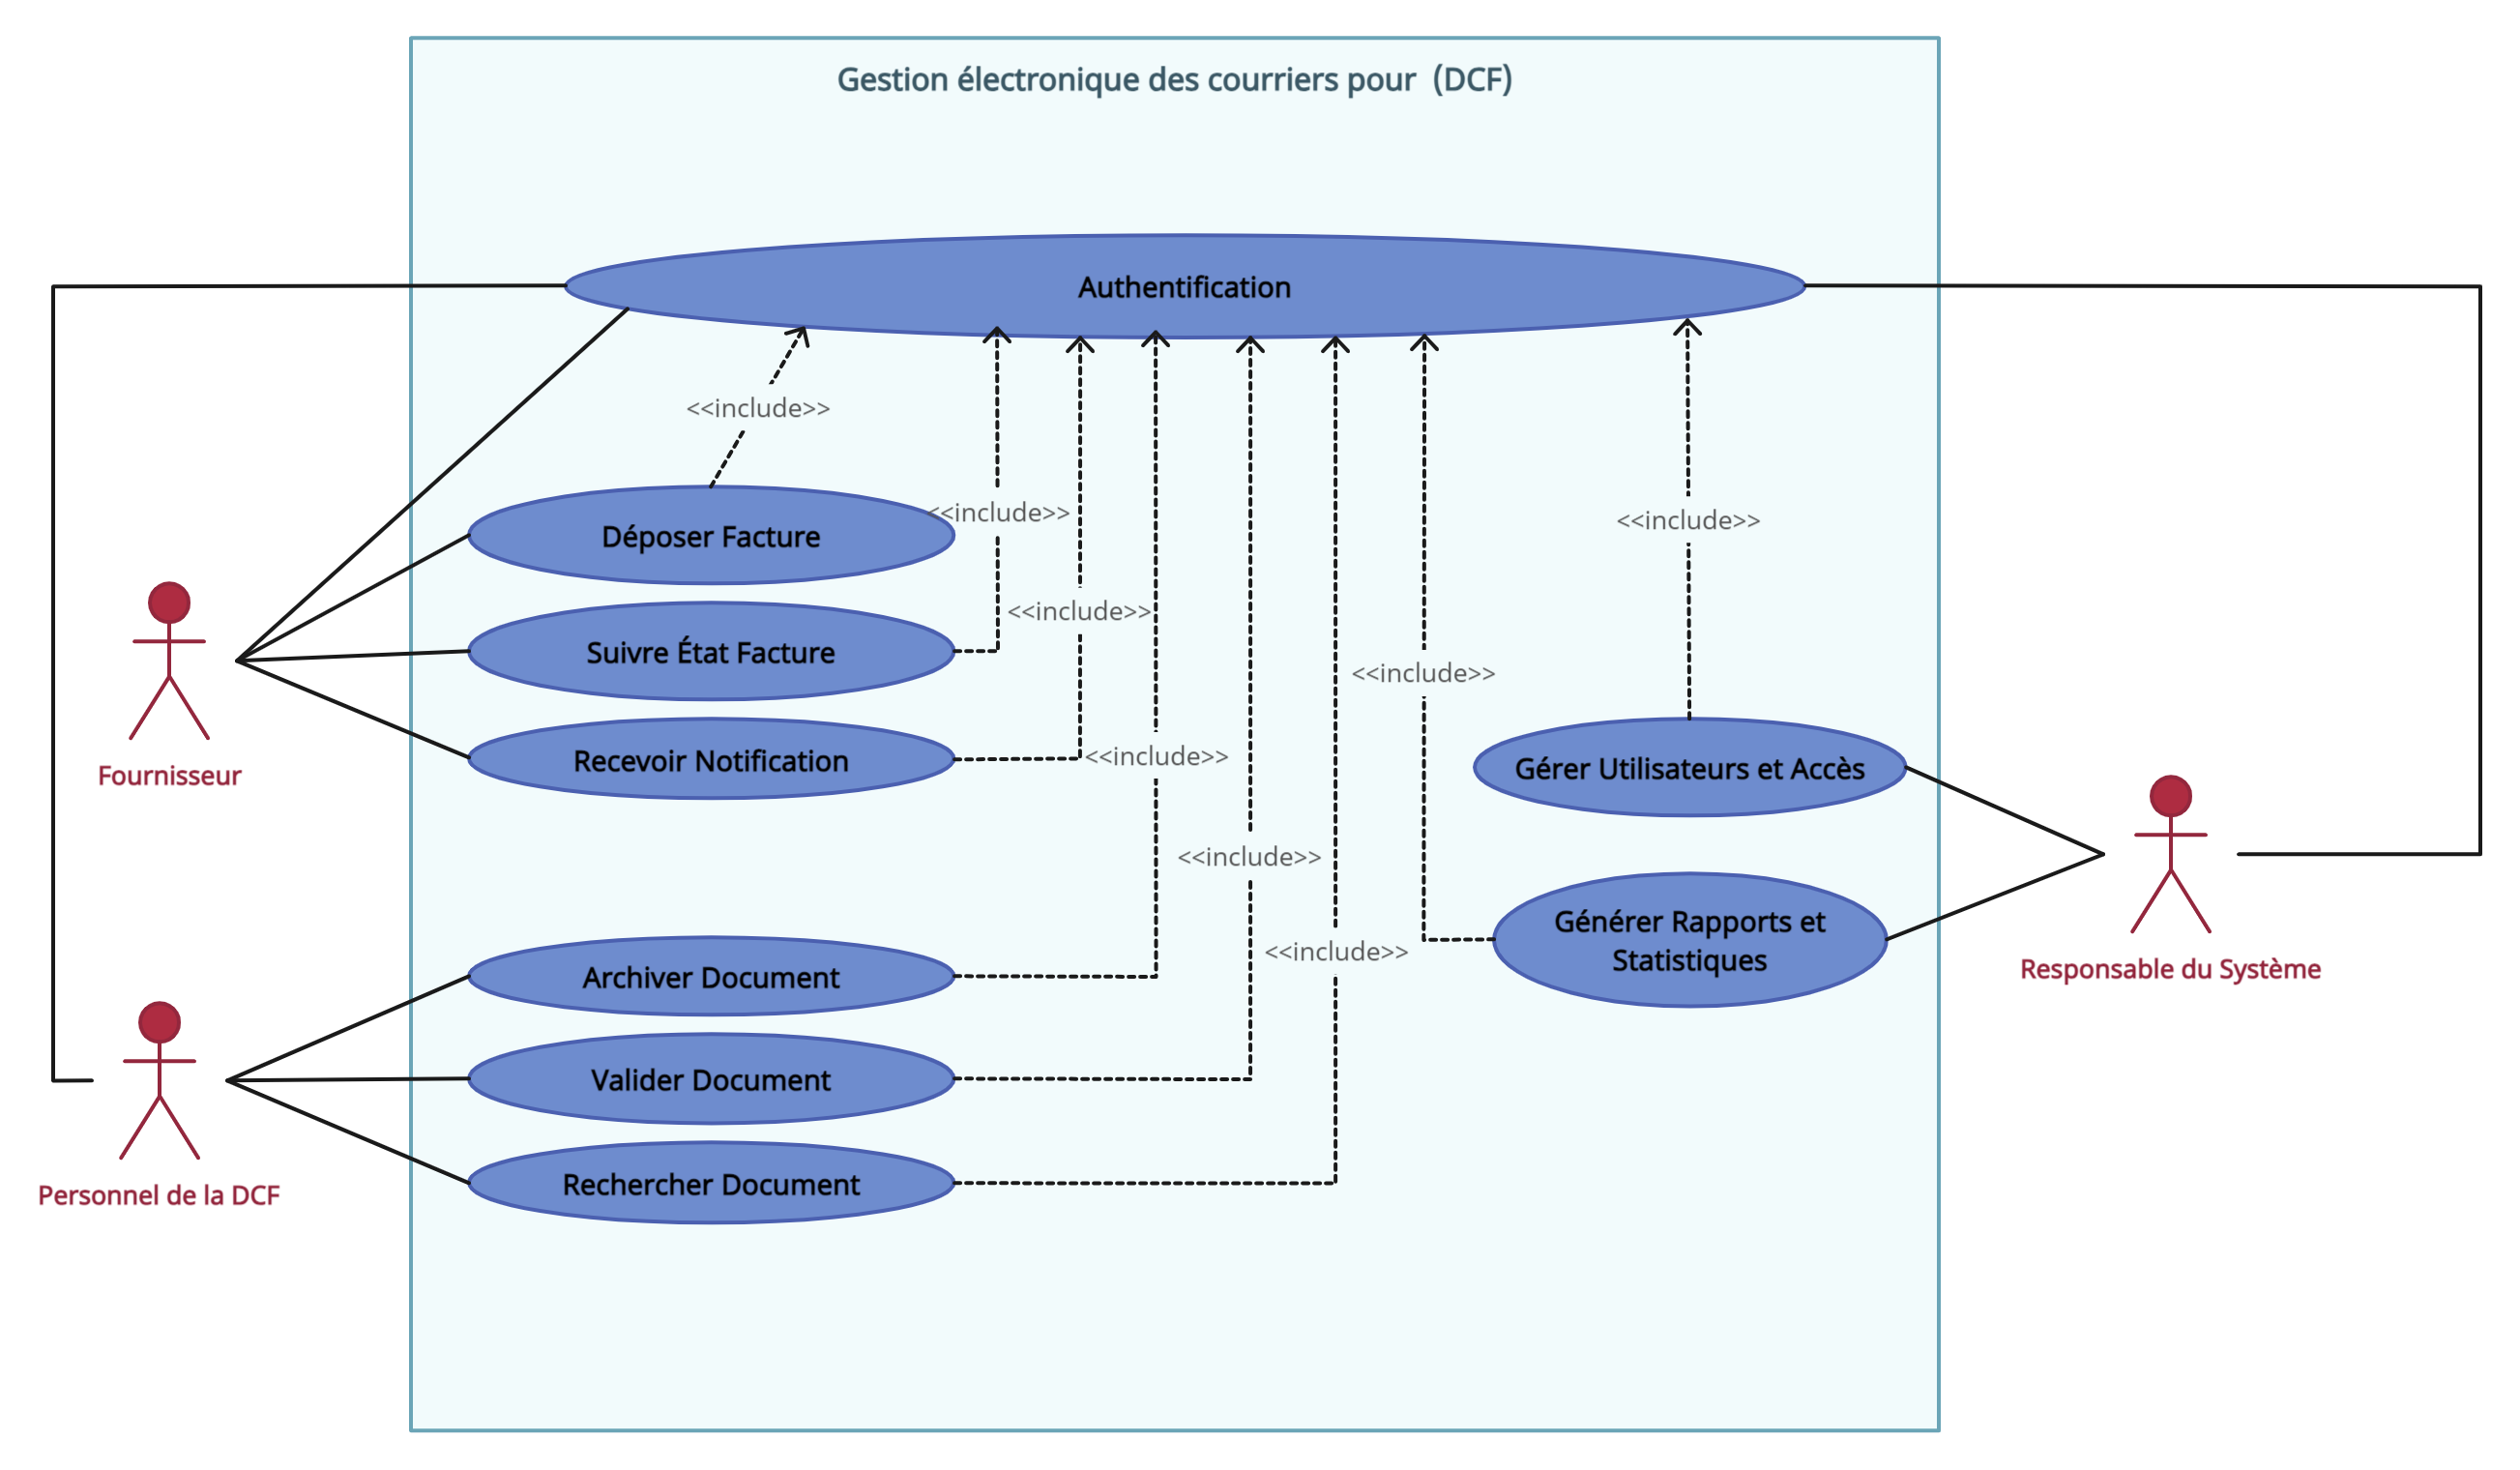 Gestion électronique des courriers pour (DCF)
Authentification
<<include>>
<<include>>
<<include>>
Déposer Facture
<<include>>
Suivre État Facture
<<include>>
Recevoir Notification
<<include>>
Gérer Utilisateurs et Accès
Fournisseur
<<include>>
Générer Rapports et
Statistiques
<<include>>
Responsable du Système
Archiver Document
Valider Document
Rechercher Document
Personnel de la DCF